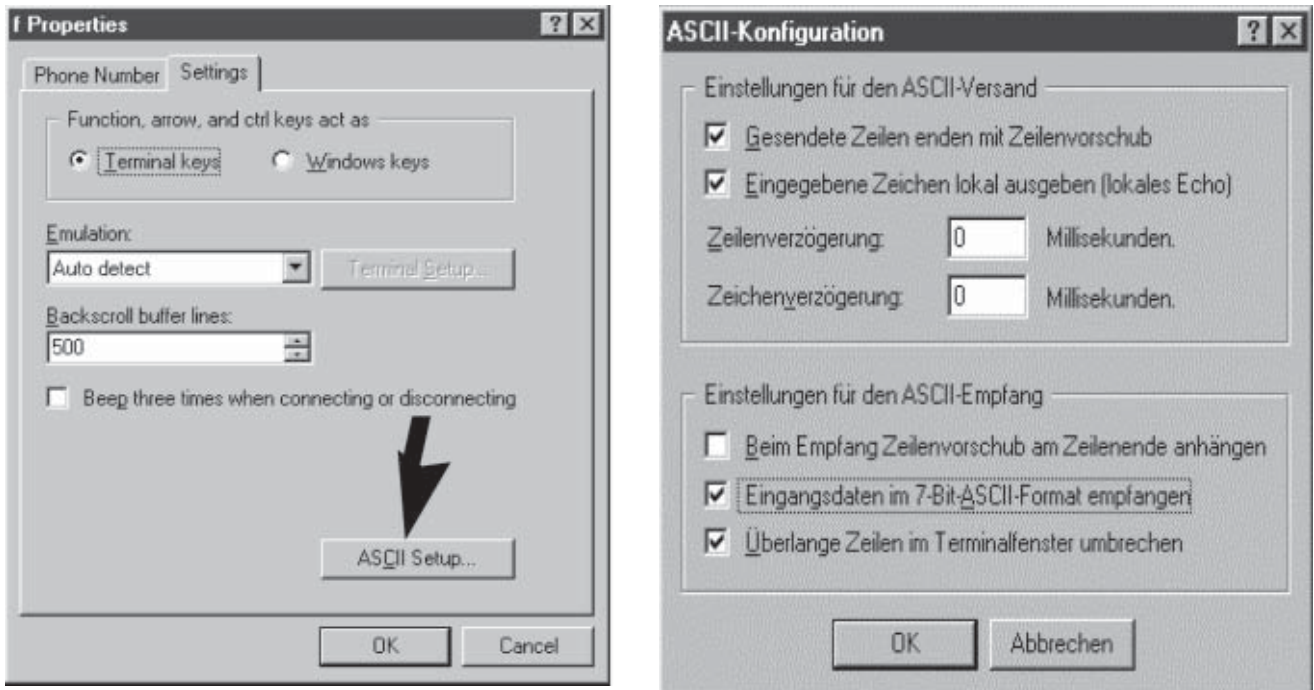 f Properties
Phone Number Settings
Function, arrow, and ctrl keys act as
Terminal keys Windows keys
Emulation:
Auto detect Terminal Setup...
Backscroll buffer lines:
500
Beep three times when connecting or disconnecting
ASCII Setup...
OK Cancel
ASCII-Konfiguration
Einstellungen für den ASCII-Versand
Gesendete Zeilen enden mit Zeilenvorschub
Eingegebene Zeichen lokal ausgeben (lokales Echo)
Zeilenverzögerung: 0 Millisekunden.
Zeichenverzögerung: 0 Millisekunden.
Einstellungen für den ASCII-Empfang
Beim Empfang Zeilenvorschub am Zeilenende anhängen
Eingangsdaten im 7-Bit-ASCII-Format empfangen
Überlange Zeilen im Terminalfenster umbrechen
OK Abbrechen